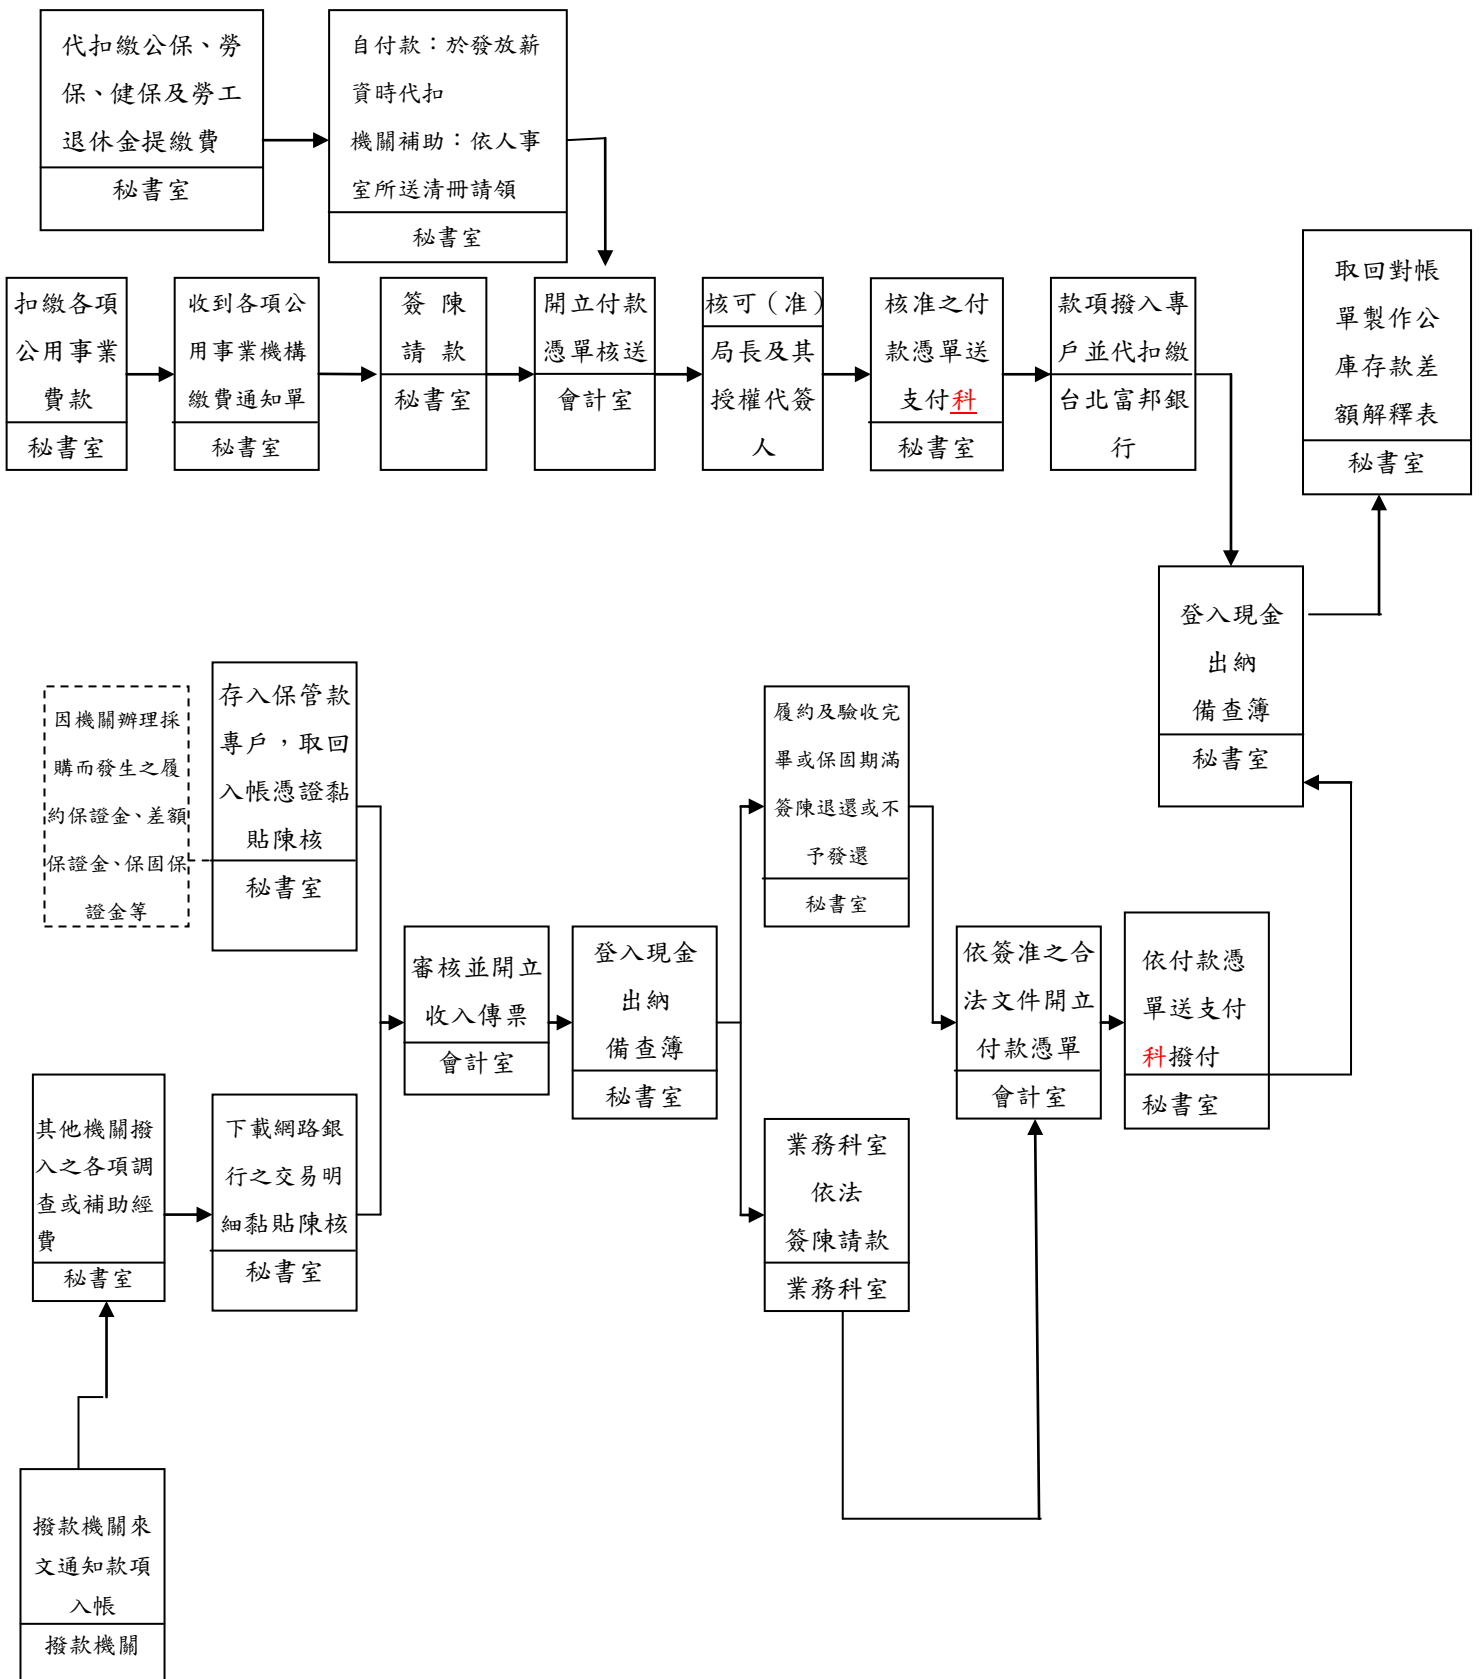 代扣繳公保、勞
保、健保及勞工
退休金提繳費
秘書室
自付款：於發放薪
資時代扣
機關補助：依人事
室所送清冊請領
秘書室
扣繳各項
公用事業
費款
秘書室
收到各項公
用事業機構
繳費通知單
秘書室
簽陳
請款
秘書室
開立付款
憑單核送
會計室
核可（准）
局長及其
授權代簽
人
核准之付
款憑單送
支付科
秘書室
款項撥入專
戶並代扣繳
台北富邦銀
行
取回對帳
單製作公
庫存款差
額解釋表
秘書室
登入現金
出納
備查簿
秘書室
因機關辦理採
購而發生之履
約保證金、差額
保證金、保固保
證金等
存入保管款
專戶，取回
入帳憑證黏
貼陳核
秘書室
履約及驗收完
畢或保固期滿
簽陳退還或不
予發還
秘書室
審核並開立
收入傳票
會計室
登入現金
出納
備查簿
秘書室
依簽准之合
法文件開立
付款憑單
會計室
依付款憑
單送支付
科撥付
秘書室
其他機關撥
入之各項調
查或補助經
費
秘書室
下載網路銀
行之交易明
細黏貼陳核
秘書室
業務科室
依法
簽陳請款
業務科室
撥款機關來
文通知款項
入帳
撥款機關